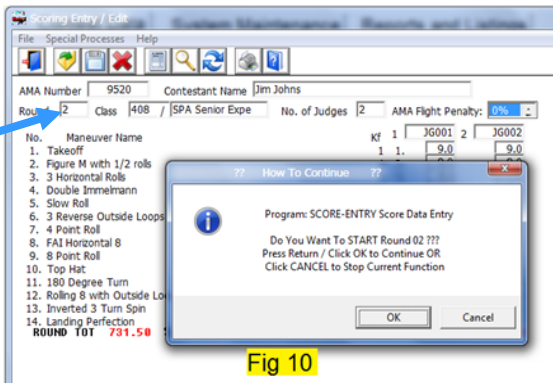 Scoring Entry / Edit
System Maintenance Reports and Listings
File Special Processes Help
AMA Number 9520 Contestant Name Jim Johns
Round 2 Class 408 / SPA Senior Expe No. of Judges 2 AMA Flight Penalty: 0%
No. Maneuver Name Kf 1 JG001 2 JG002
1. Takeoff 1 1. 9.0 9.0
2. Figure M with 1/2 rolls
3. 3 Horizontal Rolls
4. Double Immelmann
5. Slow Roll
6. 3 Reverse Outside Loops
7. 4 Point Roll
8. FAI Horizontal 8
9. 8 Point Roll
10. Top Hat
11. 180 Degree Turn
12. Rolling 8 with Outside Lo
13. Inverted 3 Turn Spin
14. Landing Perfection
ROUND TOT 731.50
?? How To Continue ??
Program: SCORE-ENTRY Score Data Entry
Do You Want To START Round 02 ???
Press Return / Click OK to Continue OR
Click CANCEL to Stop Current Function
OK Cancel
Fig 10